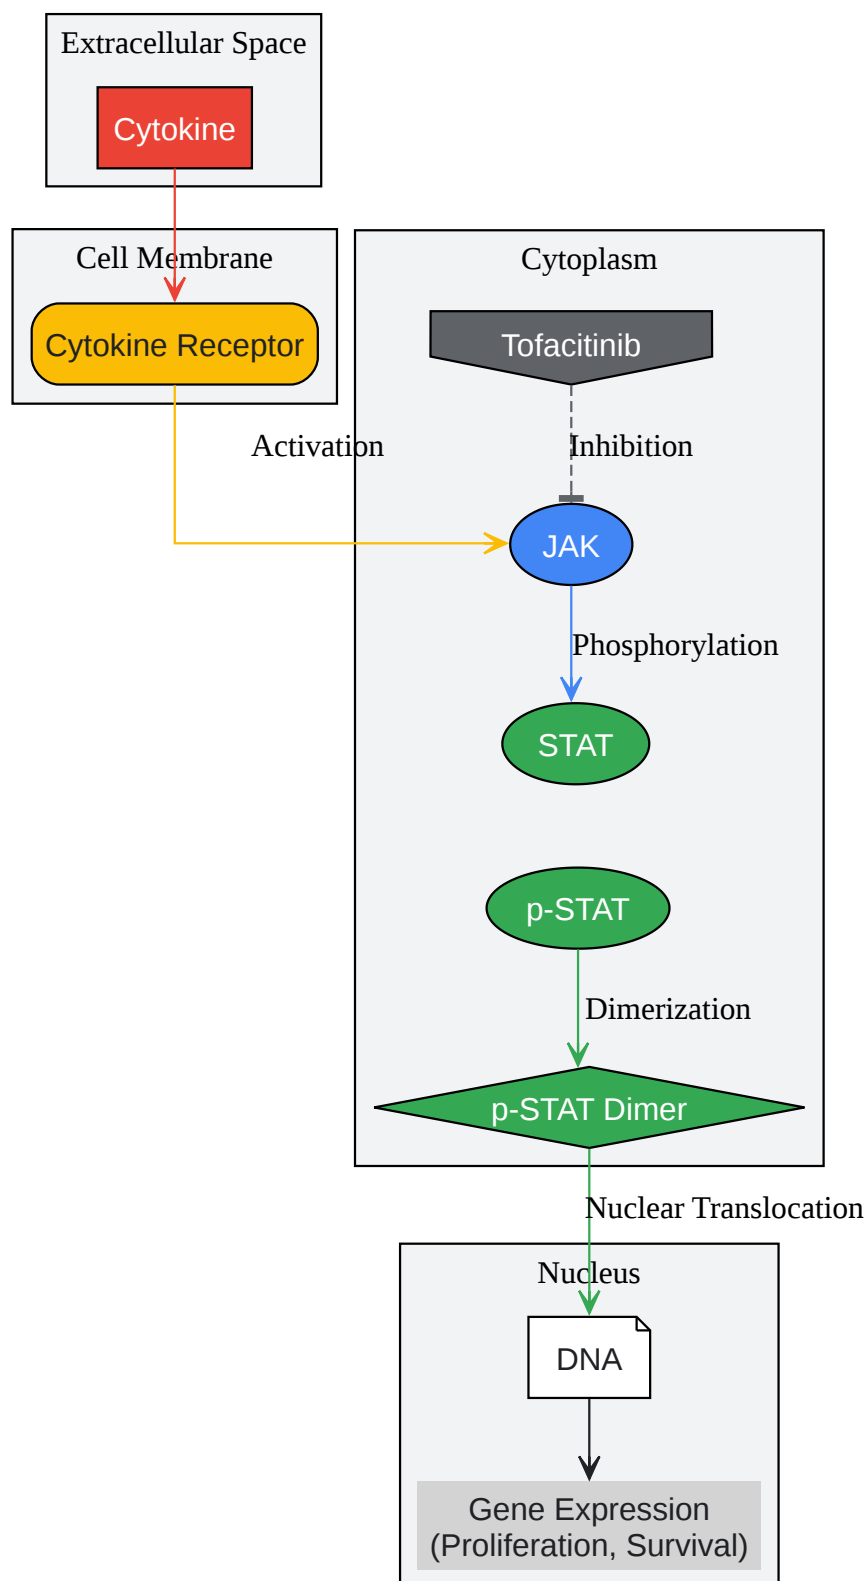 Extracellular Space
Cytokine
Cell Membrane
Cytokine Receptor
Cytoplasm
Tofacitinib
Activation
Inhibition
JAK
Phosphorylation
STAT
p-STAT
Dimerization
p-STAT Dimer
Nuclear Translocation
Nucleus
DNA
Gene Expression
(Proliferation, Survival)